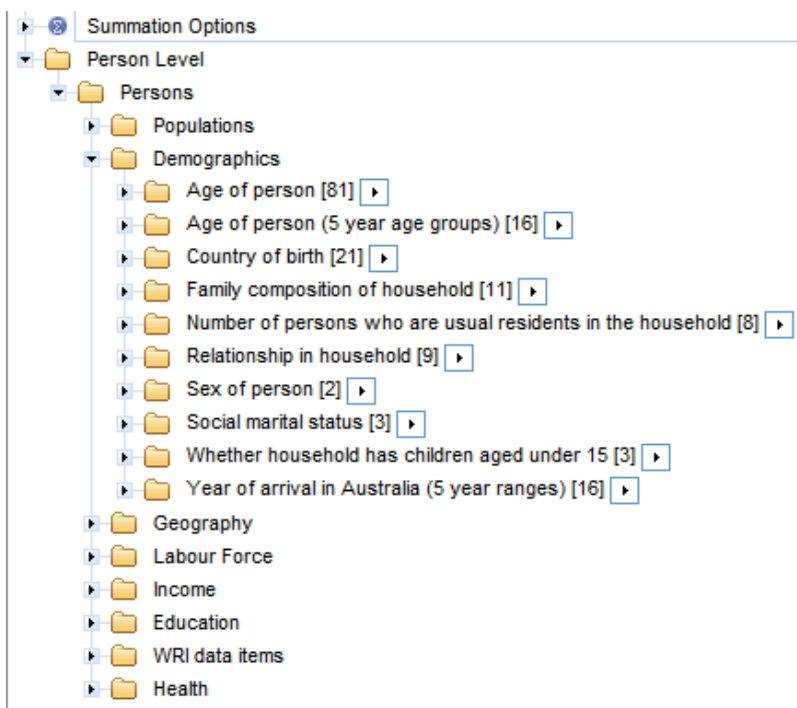 Summation Options
Person Level
Persons
Populations
Demographics
Age of person [81]
Age of person (5 year age groups) [16]
Country of birth [21]
Family composition of household [11]
Number of persons who are usual residents in the household [8]
Relationship in household [9]
Sex of person [2]
Social marital status [3]
Whether household has children aged under 15 [3]
Year of arrival in Australia (5 year ranges) [16]
Geography
Labour Force
Income
Education
WRI data items
Health